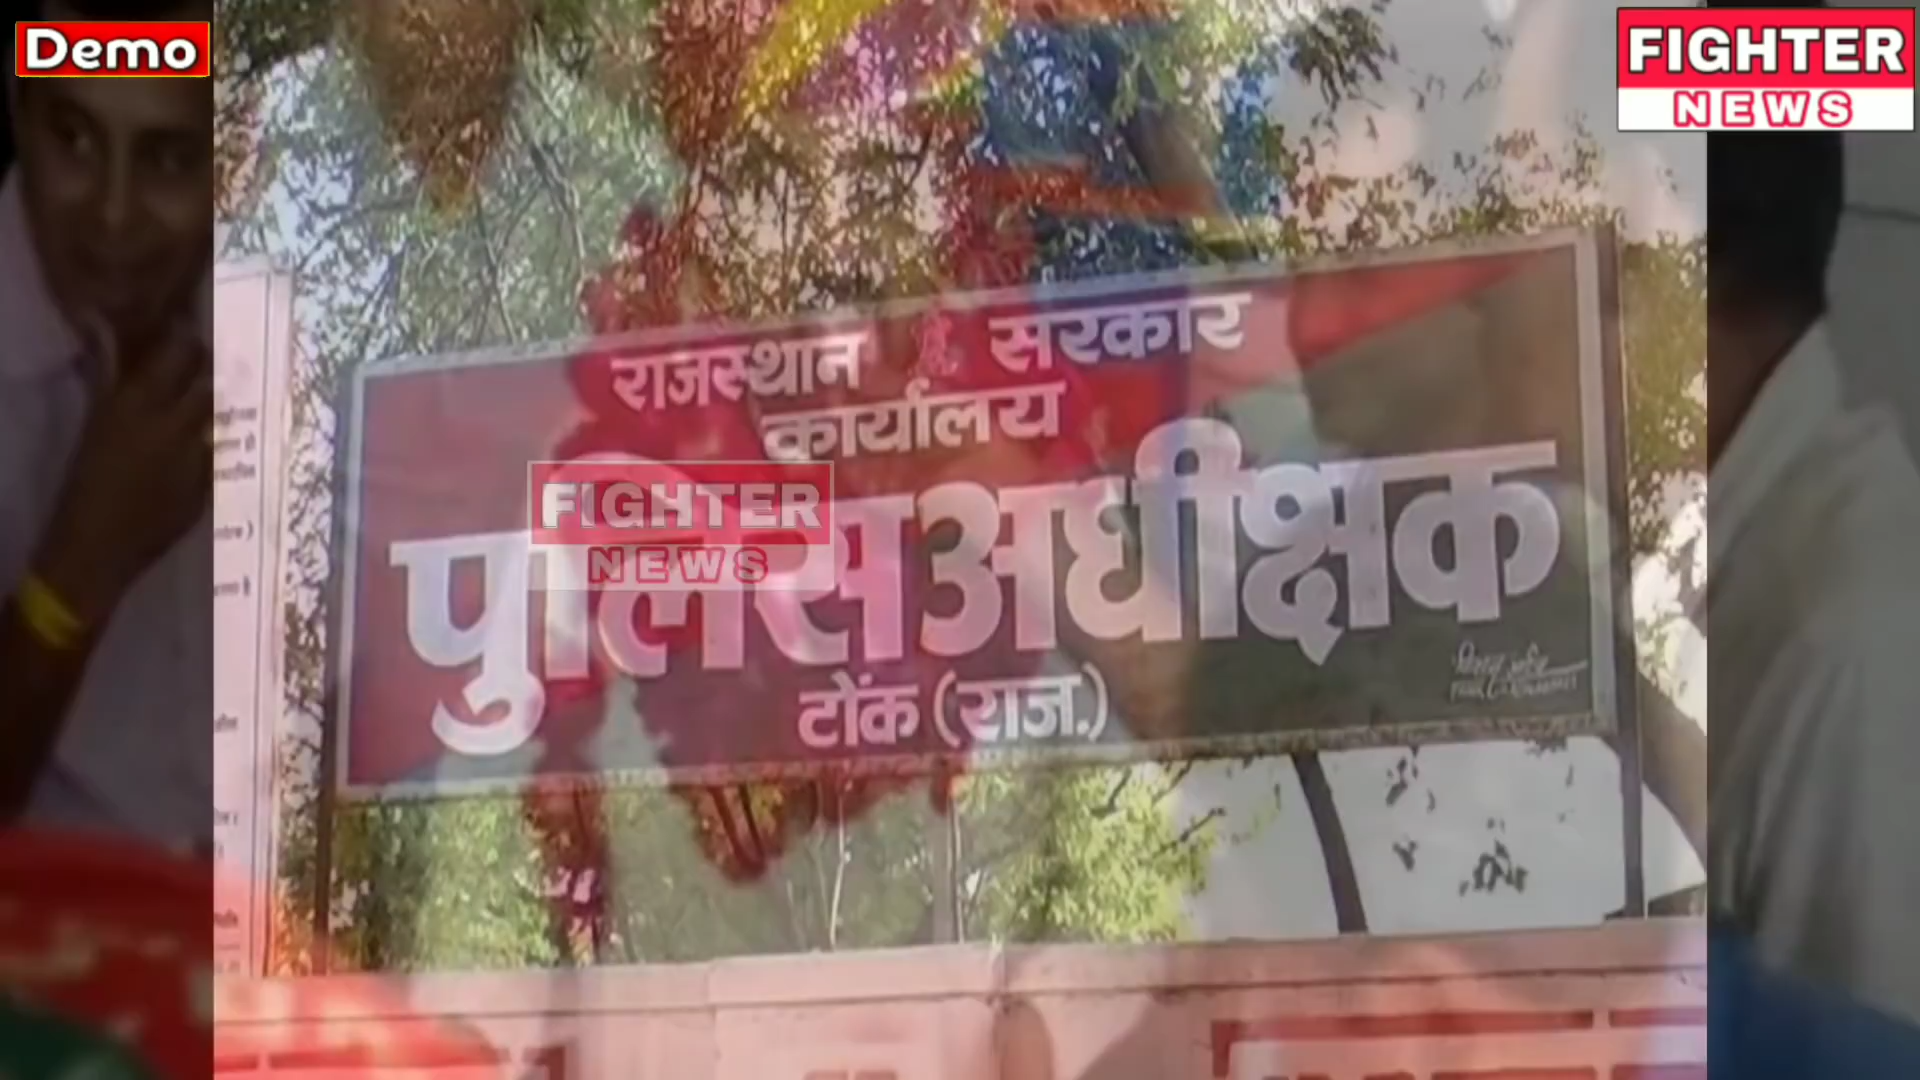 Demo
FIGHTER
NEWS
राजस्थान सरकार
कार्यालय
FIGHTER
NEWS
पुलिस अधीक्षक
टोंक (राज.)